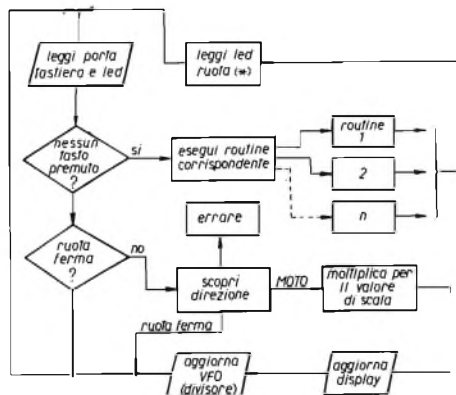 leggi porta
tastiera e led
leggi led
ruota (*)
nessun
tasto
premuto
?
si
esegui routine
corrispondente
routine
1
2
n
errare
ruota
ferma
?
no
scopri
direzione
MOTO
moltiplica per
il valore
di scala
ruota ferma
aggiorna
VFO
(divisore)
aggiorna
display